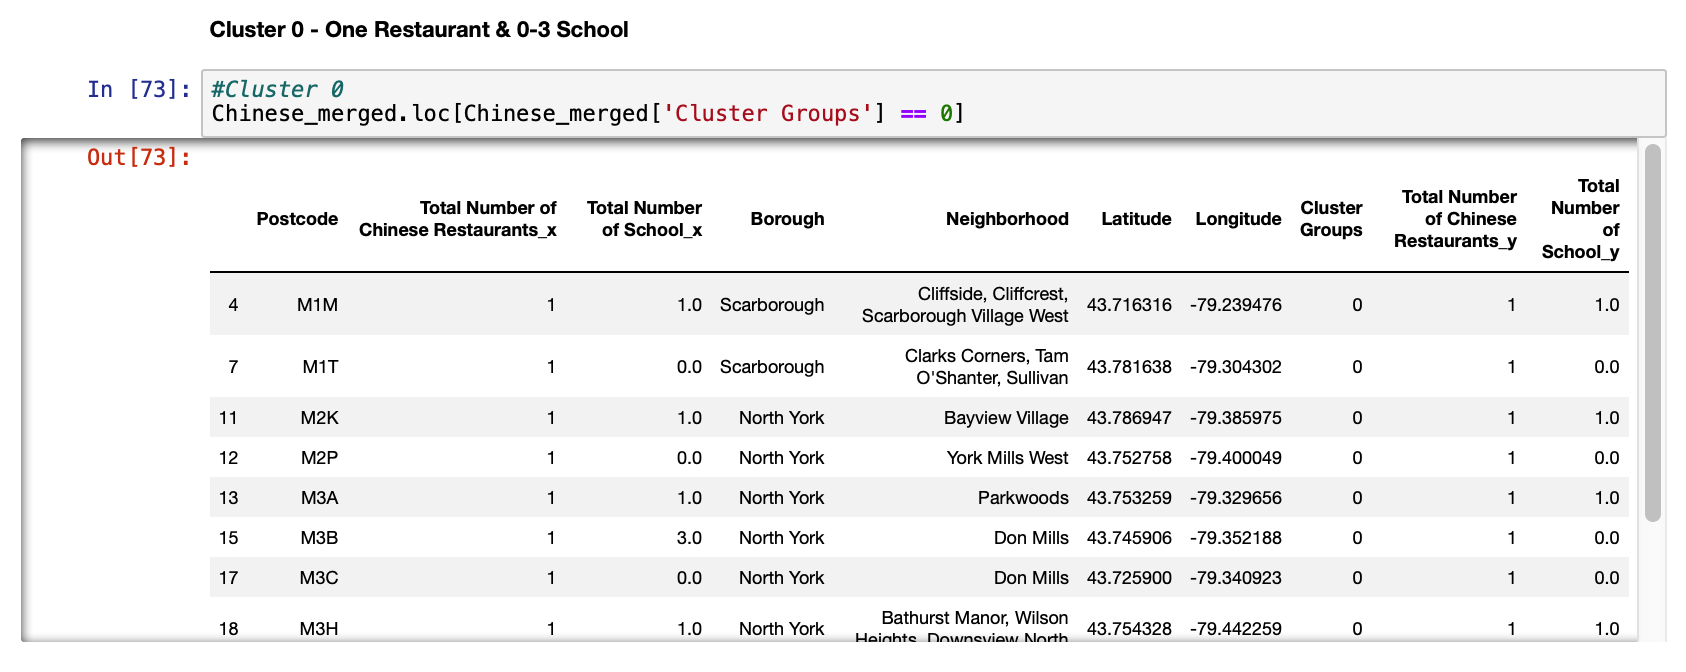 Cluster 0 - One Restaurant & 0-3 School
In [73]: #Cluster 0
Chinese_merged.loc[Chinese_merged['Cluster Groups'] == 0]
Out[73]:
Postcode Total Number of Chinese Restaurants_x Total Number of School_x Borough Neighborhood Latitude Longitude Cluster Groups Total Number of Chinese Restaurants_y Total Number of School_y
4 M1M 1 1.0 Scarborough Cliffside, Cliffcrest, Scarborough Village West 43.716316 -79.239476 0 1 1.0
7 M1T 1 0.0 Scarborough Clarks Corners, Tam O'Shanter, Sullivan 43.781638 -79.304302 0 1 0.0
11 M2K 1 1.0 North York Bayview Village 43.786947 -79.385975 0 1 1.0
12 M2P 1 0.0 North York York Mills West 43.752758 -79.400049 0 1 0.0
13 M3A 1 1.0 North York Parkwoods 43.753259 -79.329656 0 1 1.0
15 M3B 1 3.0 North York Don Mills 43.745906 -79.352188 0 1 0.0
17 M3C 1 0.0 North York Don Mills 43.725900 -79.340923 0 1 0.0
18 M3H 1 1.0 North York Bathurst Manor, Wilson Heights, Downsview North 43.754328 -79.442259 0 1 1.0